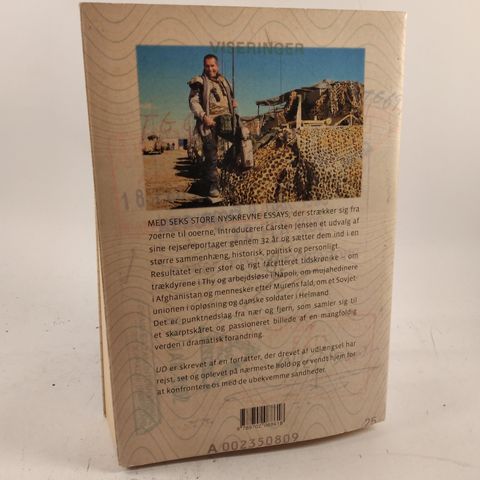 VISERINGER
MED SEKS STORE NYSKREVNE ESSAYS, der strækker sig fra
70erne til 00erne, introducerer Carsten Jensen et udvalg af
sine rejsereportager gennem 32 år og sætter dem ind i en
større sammenhæng, historisk, politisk og personligt.
Resultatet er en stor og rigt facetteret tidskrønike – om
trækdyrene i Thy og arbejdsløse i Napoli, om mujahedinere
i Afghanistan og mennesker efter Murens fald, om et Sovjet-
unionen i opløsning og danske soldater i Helmand.
Det er punktnedslag fra nær og fjern, som samler sig til
et skarptskåret og passioneret billede af en mangfoldig
verden i dramatisk forandring.
UD er skrevet af en forfatter, der drevet af udlængsel har
rejst, set og oplevet på nærmeste hold og er vendt hjem for
at konfrontere os med de ubekvemme sandheder.
A 002350809
25